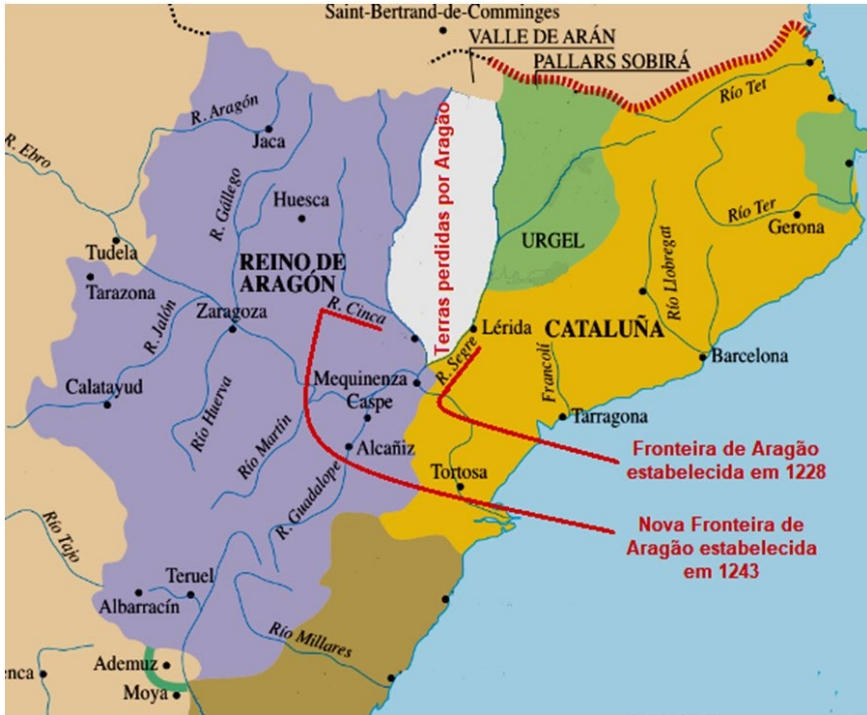 Saint-Bertrand-de-Comminges
VALLE DE ARÁN
PALLARS SOBIRÁ
Río Tet
R. Aragón
R. Ebro
Jaca
R. Gállego
Huesca
Terras perdidas por Aragão
Río Ter
Gerona
URGEL
Río Llobregat
Tudela
Tarazona
REINO DE
ARAGÓN
R. Cinca
R. Jalón
Zaragoza
Lérida
CATALUÑA
R. Segre
Francolí
Barcelona
Mequinenza
Calatayud
Caspe
Río Huerva
Río Martín
Tarragona
Alcañiz
Fronteira de Aragão
estabelecida em 1228
Tortosa
R. Guadalope
Nova Fronteira de
Aragão estabelecida
em 1243
Río Tajo
Teruel
Albarracín
Río Millares
Ademuz
enca
Moya